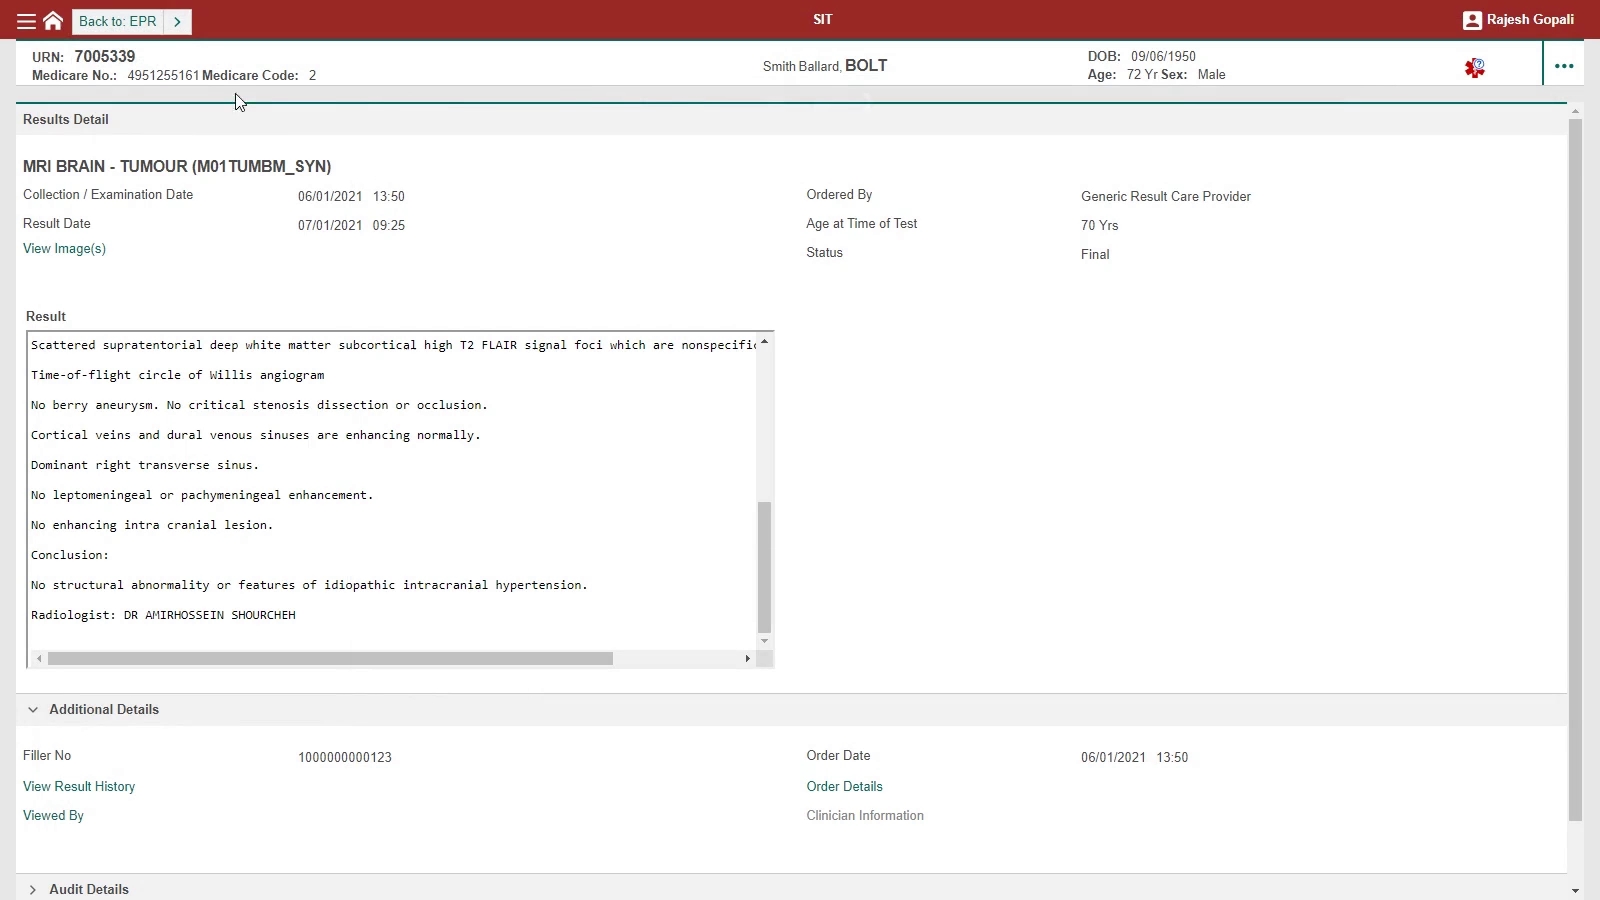 Back to: EPR
SIT
Rajesh Gopali
URN: 7005339
Medicare No.: 4951255161 Medicare Code: 2
Smith Ballard, BOLT
DOB: 09/06/1950
Age: 72 Yr Sex: Male
Results Detail
MRI BRAIN - TUMOUR (M01TUMBM_SYN)
Collection / Examination Date 06/01/2021 13:50
Ordered By Generic Result Care Provider
Result Date 07/01/2021 09:25
Age at Time of Test 70 Yrs
View Image(s)
Status Final
Result
Scattered supratentorial deep white matter subcortical high T2 FLAIR signal foci which are nonspecific
Time-of-flight circle of Willis angiogram
No berry aneurysm. No critical stenosis dissection or occlusion.
Cortical veins and dural venous sinuses are enhancing normally.
Dominant right transverse sinus.
No leptomeningeal or pachymeningeal enhancement.
No enhancing intra cranial lesion.
Conclusion:
No structural abnormality or features of idiopathic intracranial hypertension.
Radiologist: DR AMIRHOSSEIN SHOURCHEH
Additional Details
Filler No 1000000000123
Order Date 06/01/2021 13:50
View Result History
Order Details
Viewed By
Clinician Information
Audit Details